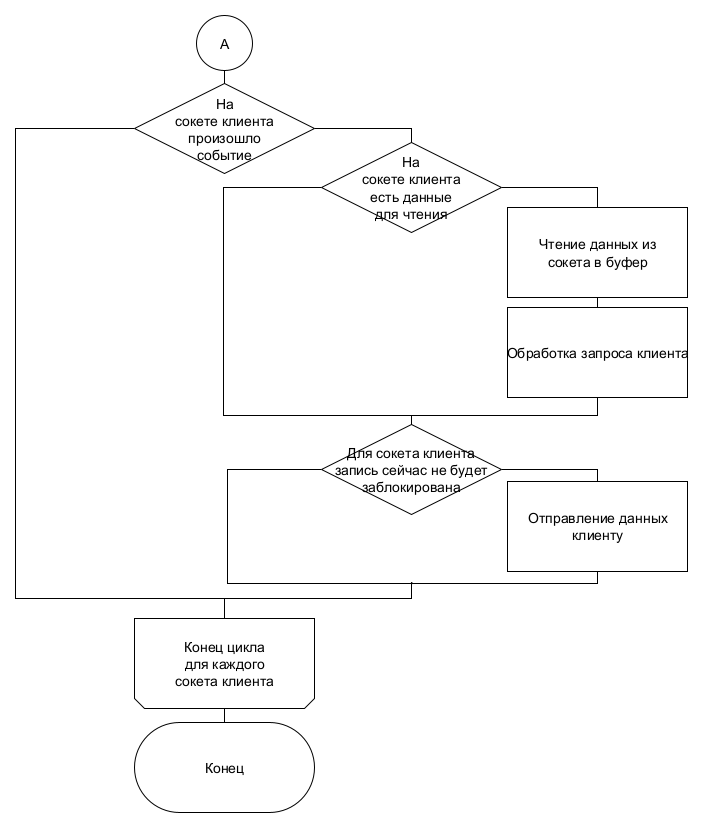 А
На
сокете клиента
произошло
событие
На
сокете клиента
есть данные
для чтения
Чтение данных из
сокета в буфер
Обработка запроса клиента
Для сокета клиента
запись сейчас не будет
заблокирована
Отправление данных
клиенту
Конец цикла
для каждого
сокета клиента
Конец